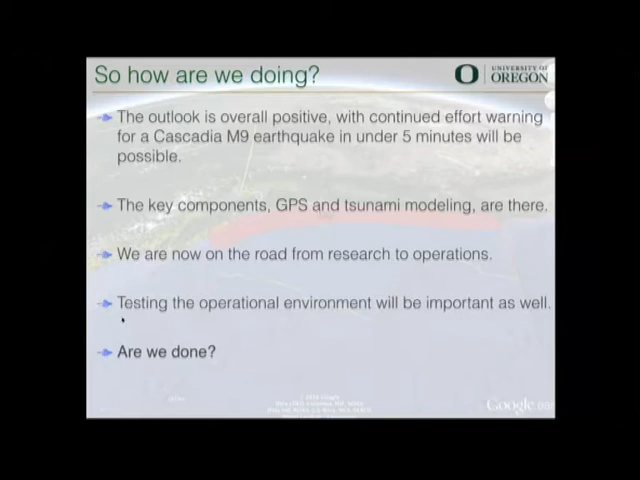 So how are we doing?
O
UNIVERSITY OF
OREGON
The outlook is overall positive, with continued effort warning
for a Cascadia M9 earthquake in under 5 minutes will be
possible.
The key components, GPS and tsunami modeling, are there.
We are now on the road from research to operations.
Testing the operational environment will be important as well.
Are we done?
Google